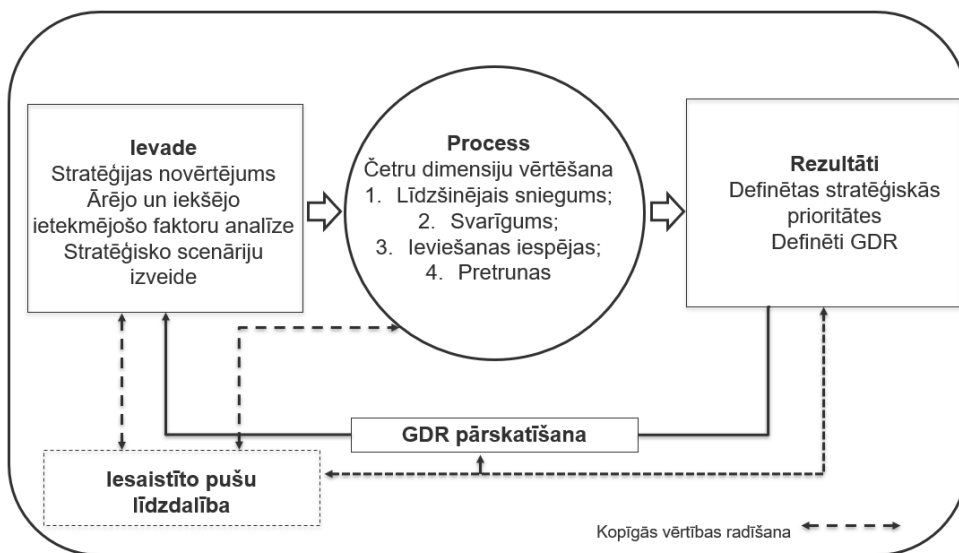 Ievade
Stratēģijas novērtējums
Ārējo un iekšējo
ietekmējošo faktoru analīze
Stratēģisko scenāriju
izveide
Process
Četru dimensiju vērtēšana
1. Līdzšinējais sniegums;
2. Svarīgums;
3. Ieviešanas iespējas;
4. Pretrunas
Rezultāti
Definētas stratēģiskās
prioritātes
Definēti GDR
GDR pārskatīšana
Iesaistīto pušu
līdzdalība
Kopīgās vērtības radīšana